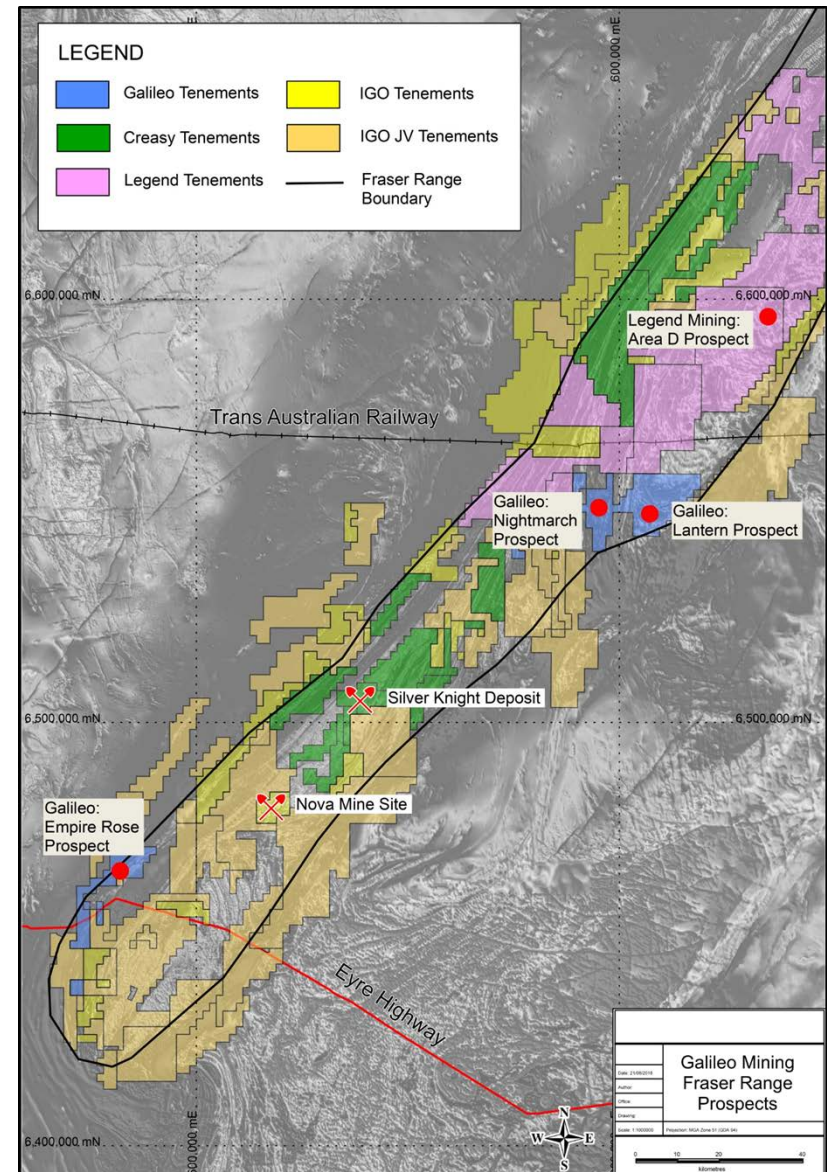 LEGEND
Galileo Tenements
IGO Tenements
Creasy Tenements
IGO JV Tenements
Legend Tenements
Fraser Range
Boundary
600,000 mE
6,600,000 mN
6,600,000 mN
Legend Mining:
Area D Prospect
Trans Australian Railway
Galileo:
Nightmarch
Prospect
Galileo:
Lantern Prospect
Silver Knight Deposit
6,500,000 mN
6,500,000 mN
Nova Mine Site
Galileo:
Empire Rose
Prospect
Eyre Highway
6,400,000 mN
N
W E
S
Galileo Mining
Fraser Range
Prospects
Author:
Office:
Drawing:
0 10 20 40
Kilometres